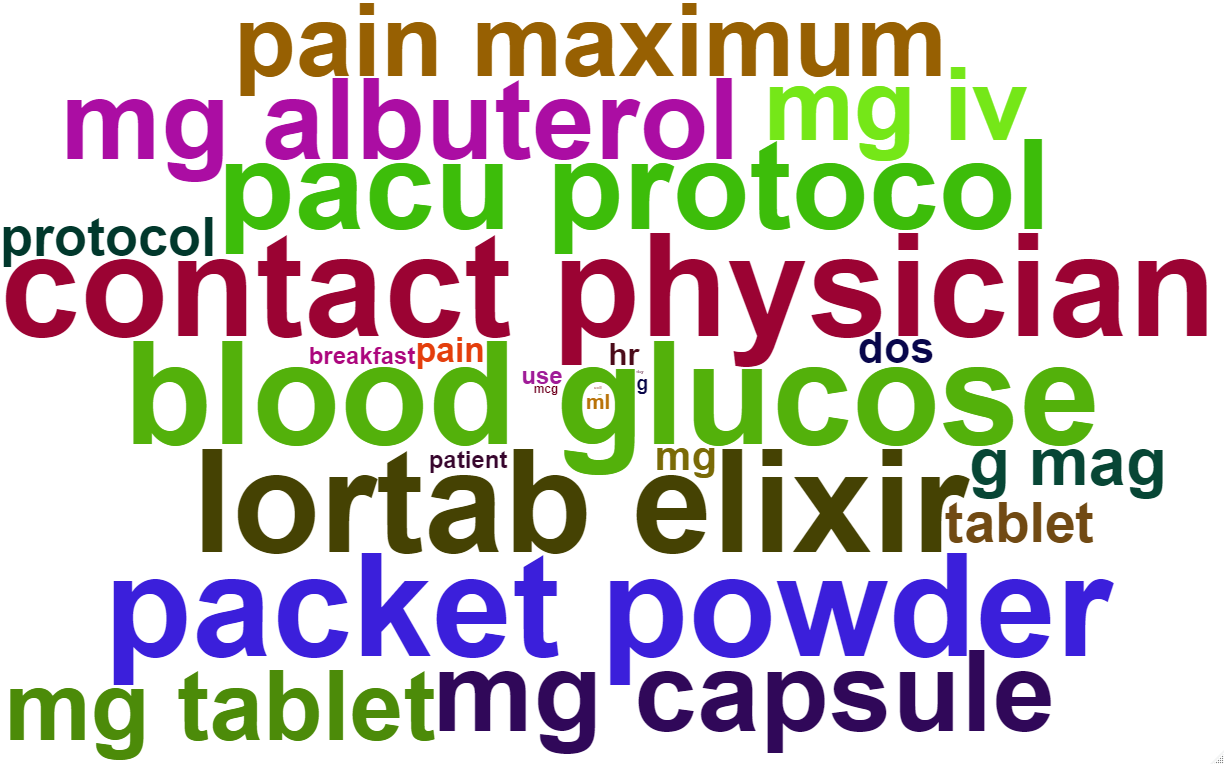 pain maximum
mg albuterol
mg iv
pacu protocol
protocol
contact physician
breakfast
pain
hr
dos
blood glucose
use
mcg
ml
g
patient
mg
lortab elixir
g mag
tablet
packet powder
mg tablet
mg capsule